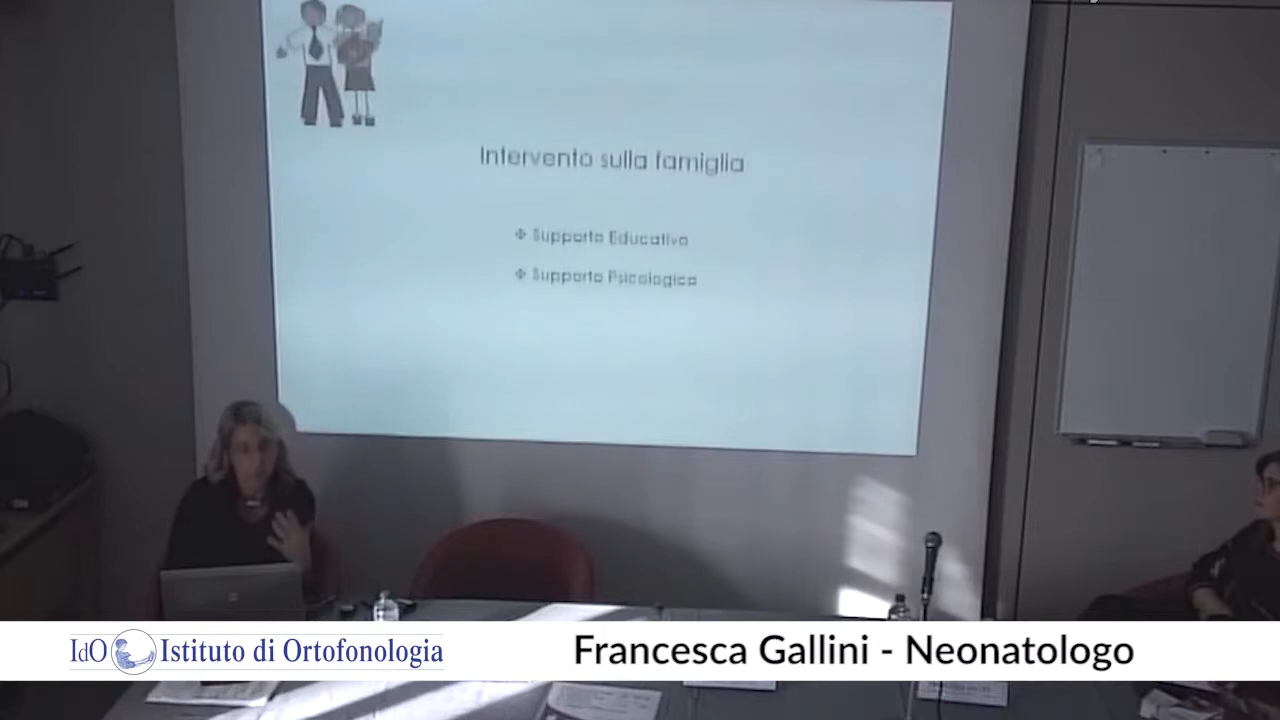 Intervento sulla famiglia
❖ Supporto Educativo
❖ Supporto Psicologico
IdO Istituto di Ortofonologia
Francesca Gallini - Neonatologo